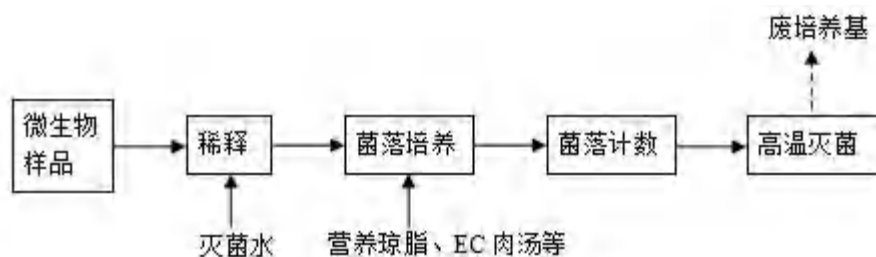 废培养基
微生物
样品
稀释
菌落培养
菌落计数
高温灭菌
灭菌水
营养琼脂、EC 肉汤等